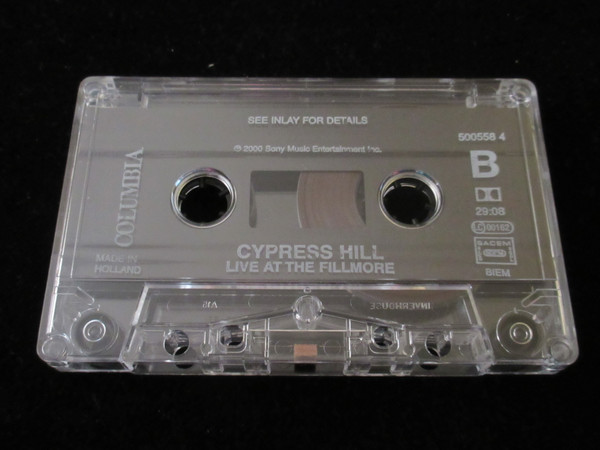 SEE INLAY FOR DETAILS
500558 4
℗ 2000 Sony Music Entertainment Inc.
B
COLUMBIA
29:08
CYPRESS HILL
LIVE AT THE FILLMORE
MADE IN
HOLLAND
SACEM
BIEM